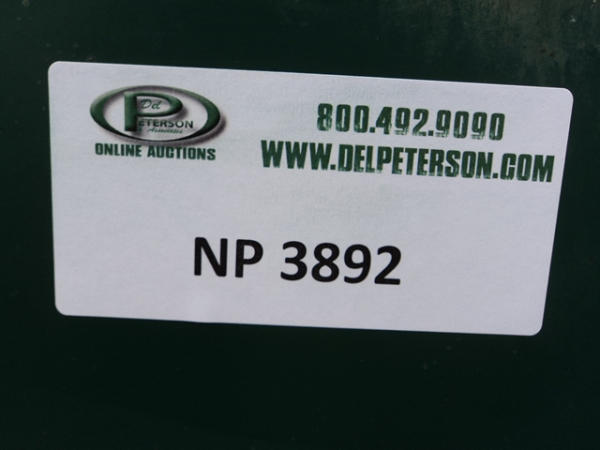 Del
PETERSON
Associates
ONLINE AUCTIONS
800.492.9090
WWW.DELPETERSON.COM
NP 3892